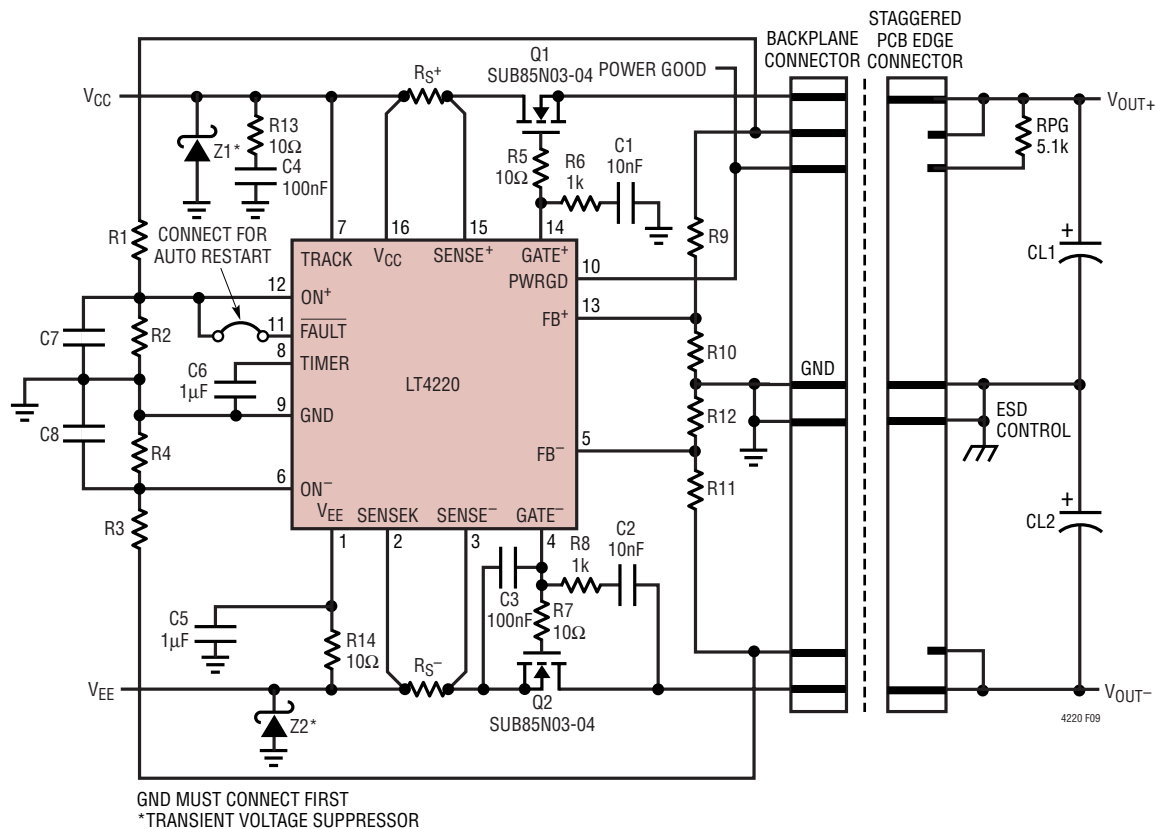 STAGGERED
PCB EDGE
CONNECTOR
BACKPLANE
CONNECTOR
Q1
SUB85N03-04
POWER GOOD
RS+
VCC
VOUT+
R13
10Ω
Z1*
C4
100nF
R5
10Ω
R6
1k
C1
10nF
RPG
5.1k
7
16
15
14
R1
CONNECT FOR
AUTO RESTART
TRACK
VCC
SENSE+
GATE+
R9
10
PWRGD
12
ON+
13
FB+
+
CL1
C7
R2
11
FAULT
8
TIMER
C6
1µF
LT4220
R10
GND
9
GND
R12
ESD
CONTROL
C8
R4
5
FB−
6
ON−
R11
R3
VEE
SENSEK
SENSE−
GATE−
+
CL2
1
2
3
4
R8
1k
C2
10nF
C3
100nF
R7
10Ω
C5
1µF
R14
10Ω
RS−
VEE
VOUT−
Z2*
Q2
SUB85N03-04
4220 F09
GND MUST CONNECT FIRST
*TRANSIENT VOLTAGE SUPPRESSOR